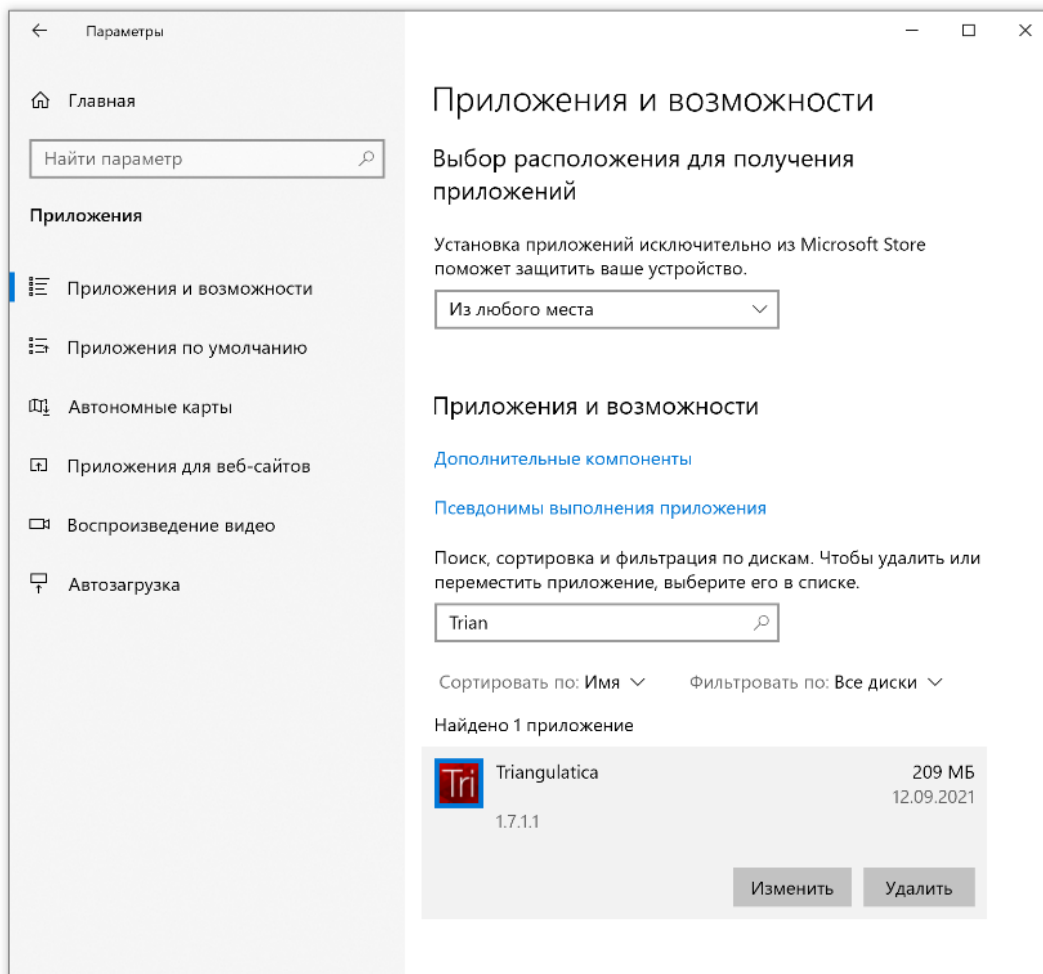 Параметры
Главная
Найти параметр
Приложения
Приложения и возможности
Приложения по умолчанию
Автономные карты
Приложения для веб-сайтов
Воспроизведение видео
Автозагрузка
Приложения и возможности
Выбор расположения для получения
приложений
Установка приложений исключительно из Microsoft Store
поможет защитить ваше устройство.
Из любого места
Приложения и возможности
Дополнительные компоненты
Псевдонимы выполнения приложения
Поиск, сортировка и фильтрация по дискам. Чтобы удалить или
переместить приложение, выберите его в списке.
Trian
Сортировать по: Имя Фильтровать по: Все диски
Найдено 1 приложение
Tri Triangulatica 209 МБ
12.09.2021
1.7.1.1
Изменить Удалить